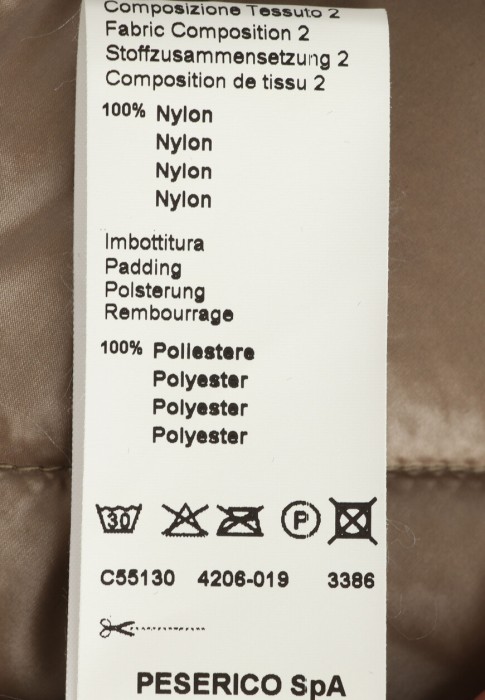 Composizione Tessuto 2
Fabric Composition 2
Stoffzusammensetzung 2
Composition de tissu 2
100% Nylon
Nylon
Nylon
Nylon
Imbottitura
Padding
Polsterung
Rembourrage
100% Poliestere
Polyester
Polyester
Polyester
30 P
C55130 4206-019 3386
PESERICO SpA